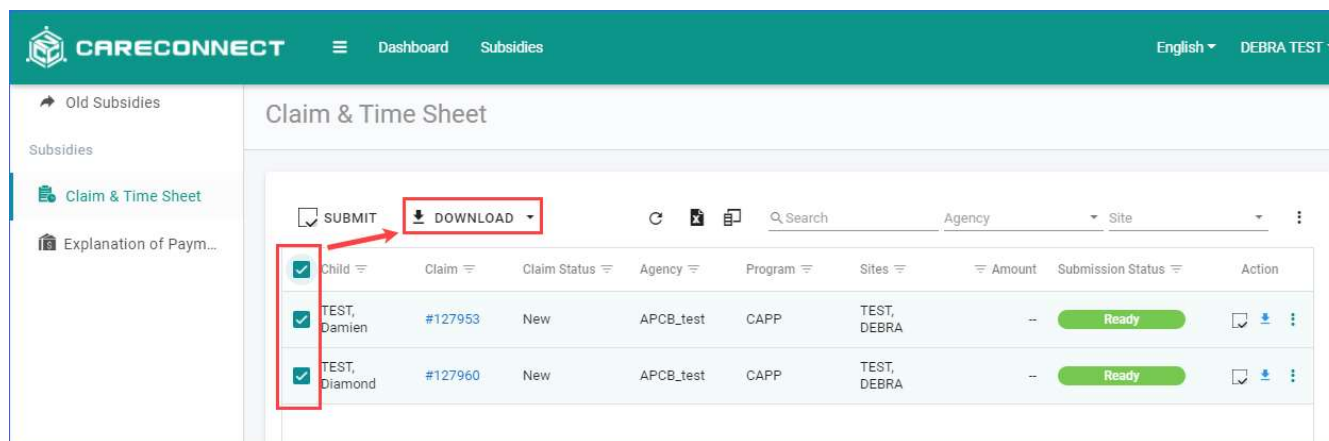 CARECONNECT Dashboard Subsidies English DEBRA TEST
Old Subsidies
Claim & Time Sheet
Subsidies
Claim & Time Sheet
Explanation of Paym...
SUBMIT DOWNLOAD Search Agency Site
Child Claim Claim Status Agency Program Sites Amount Submission Status Action
TEST,
Damien #127953 New APCB_test CAPP TEST,
DEBRA -- Ready
TEST,
Diamond #127960 New APCB_test CAPP TEST,
DEBRA -- Ready